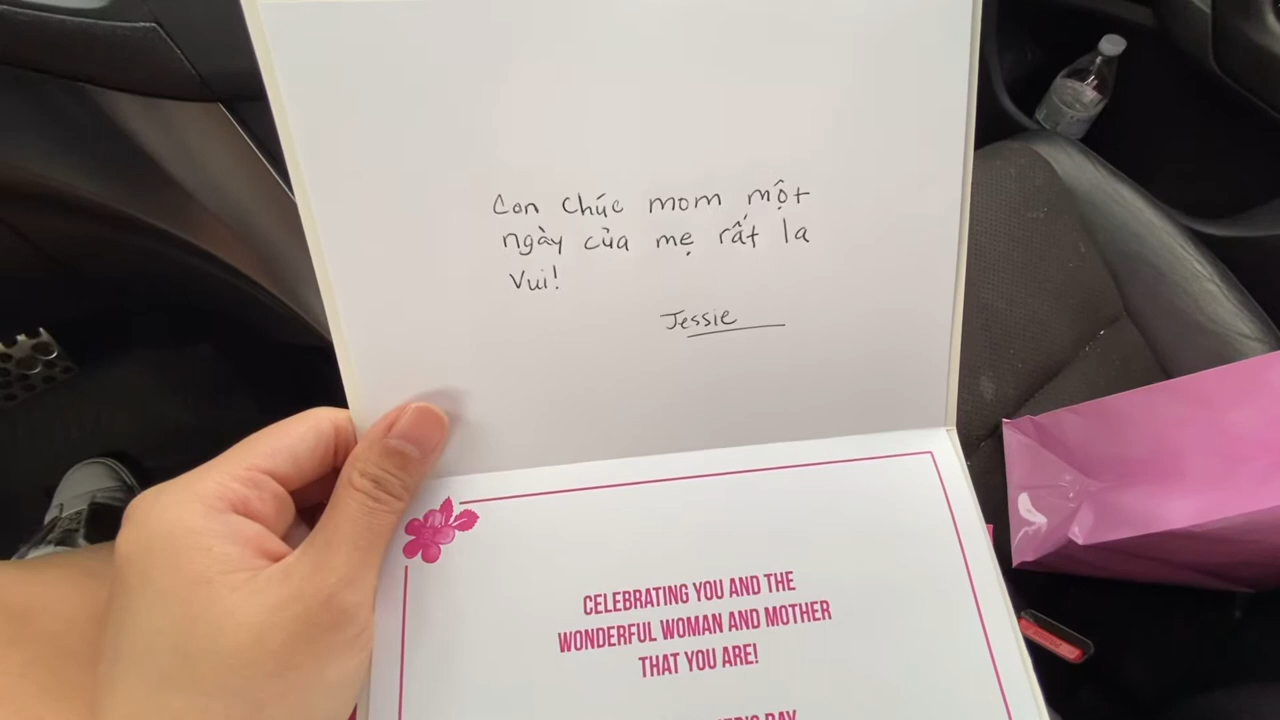 Con chúc mom một
ngày của mẹ rất la
vui!
Jessie
CELEBRATING YOU AND THE
WONDERFUL WOMAN AND MOTHER
THAT YOU ARE!
DAY